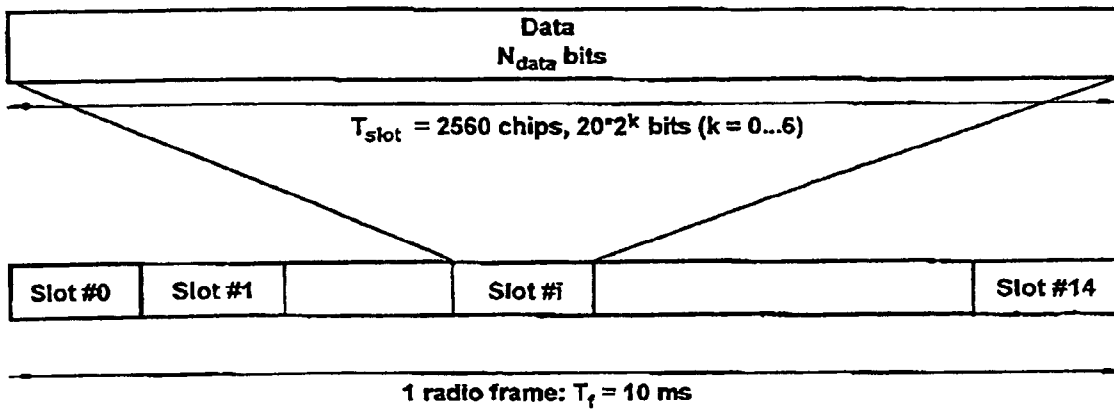 Data
N_data bits
T_slot = 2560 chips, 20*2^k bits (k = 0...6)
Slot #0 Slot #1 Slot #i Slot #14
1 radio frame: T_f = 10 ms